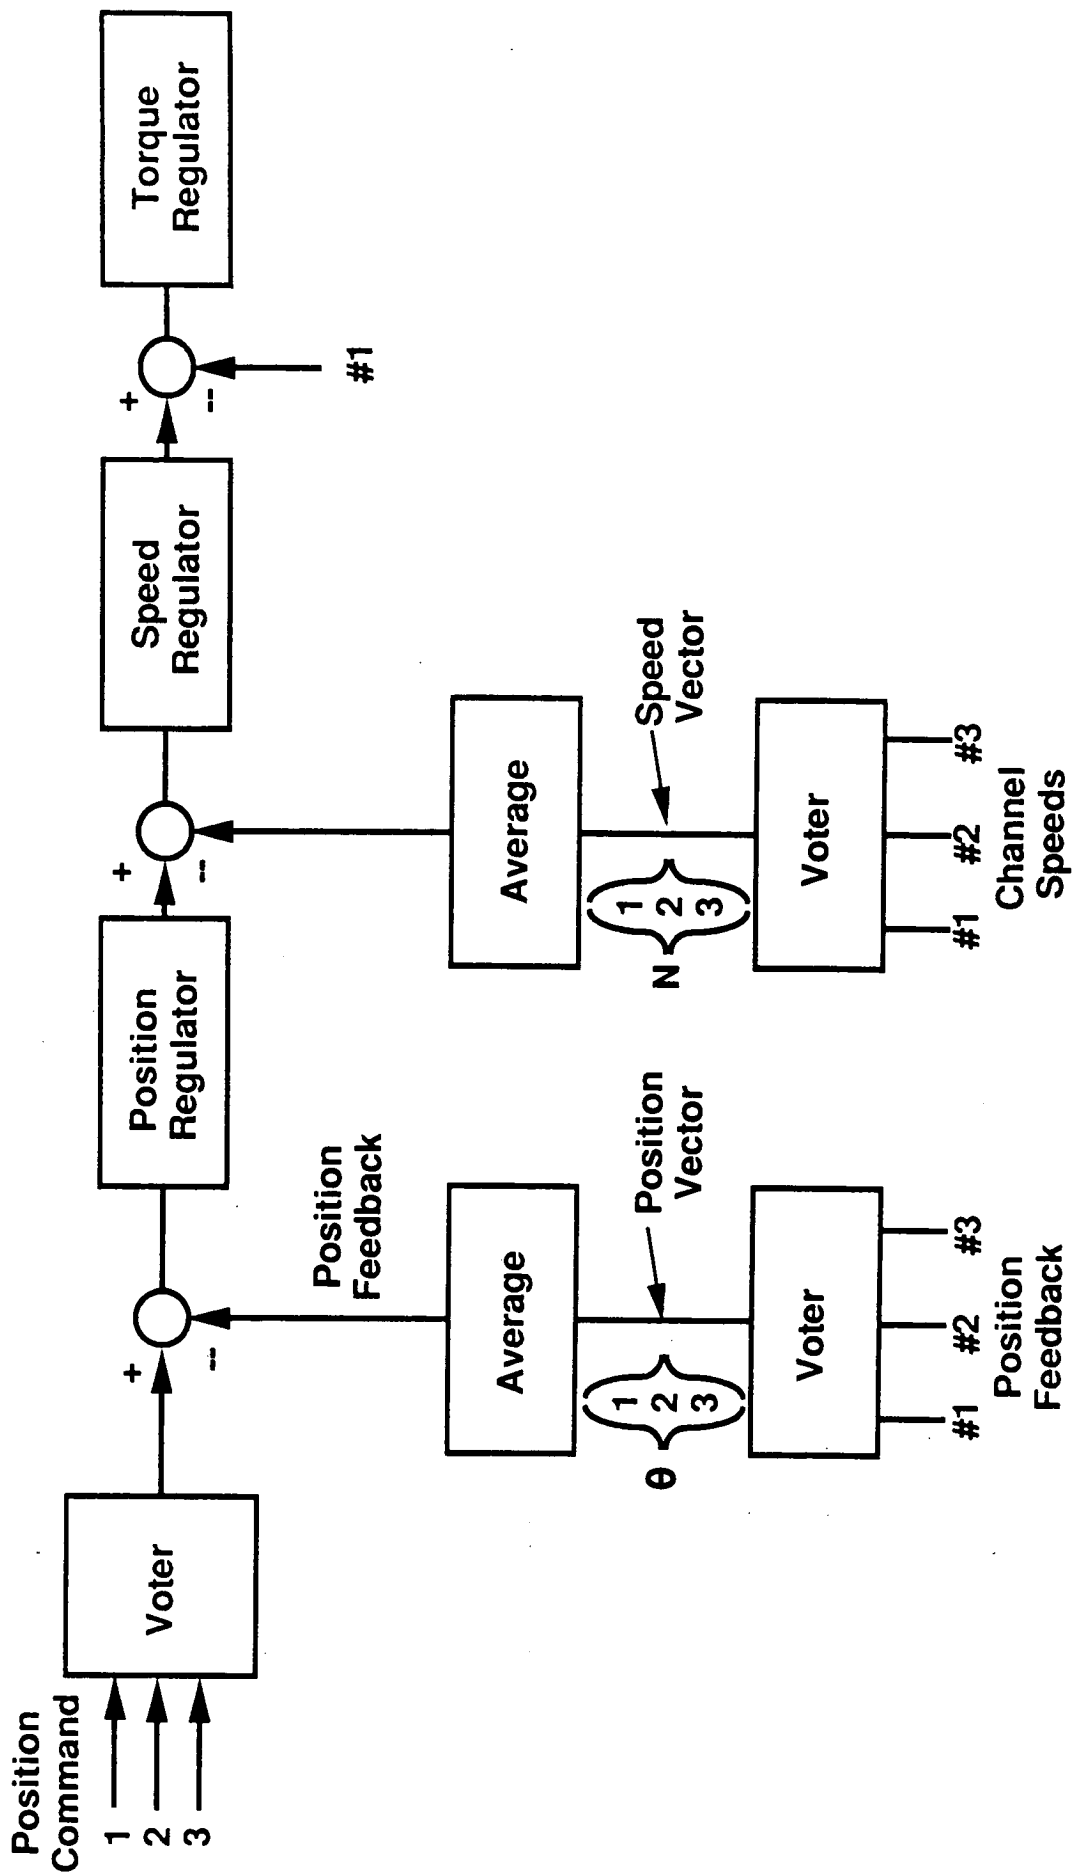 Position
Command
1
2
3
Voter
+
--
Position
Regulator
+
--
Speed
Regulator
+
--
#1
Torque
Regulator
Position
Feedback
Average
θ
1
2
3
Position
Vector
Voter
#1
#2
#3
Position
Feedback
Average
N
1
2
3
Speed
Vector
Voter
#1
#2
#3
Channel
Speeds